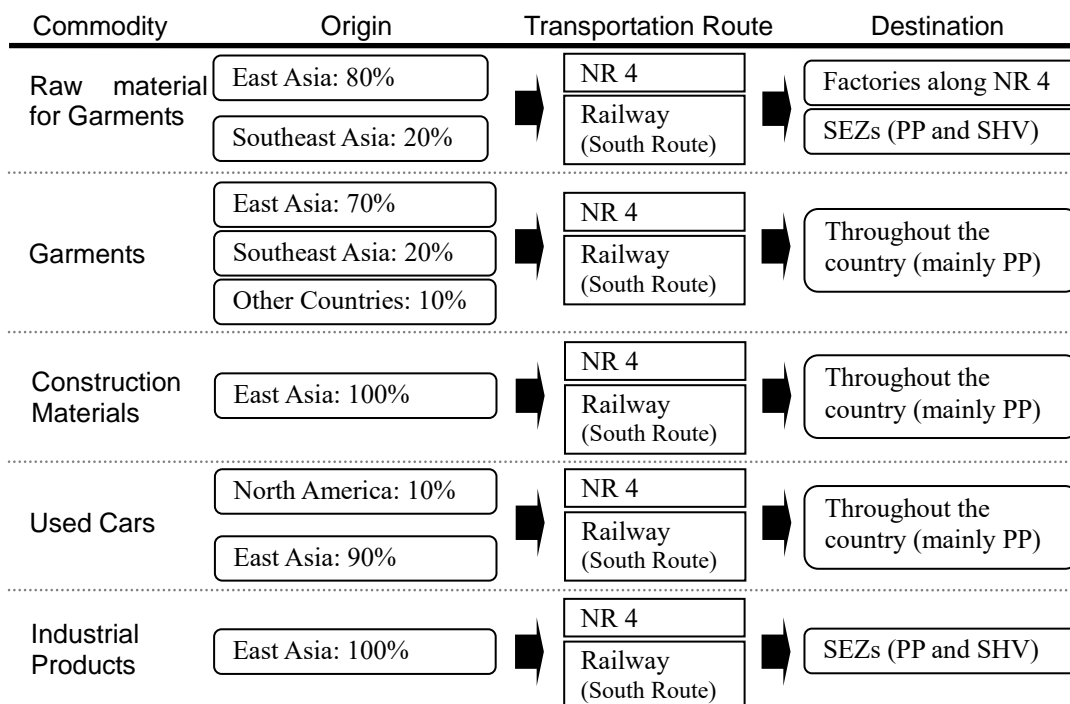 Commodity Origin Transportation Route Destination
Raw material
for Garments
East Asia: 80%
Southeast Asia: 20%
NR 4
Railway
(South Route)
Factories along NR 4
SEZs (PP and SHV)
Garments
East Asia: 70%
Southeast Asia: 20%
Other Countries: 10%
NR 4
Railway
(South Route)
Throughout the
country (mainly PP)
Construction
Materials
East Asia: 100%
NR 4
Railway
(South Route)
Throughout the
country (mainly PP)
Used Cars
North America: 10%
East Asia: 90%
NR 4
Railway
(South Route)
Throughout the
country (mainly PP)
Industrial
Products
East Asia: 100%
NR 4
Railway
(South Route)
SEZs (PP and SHV)